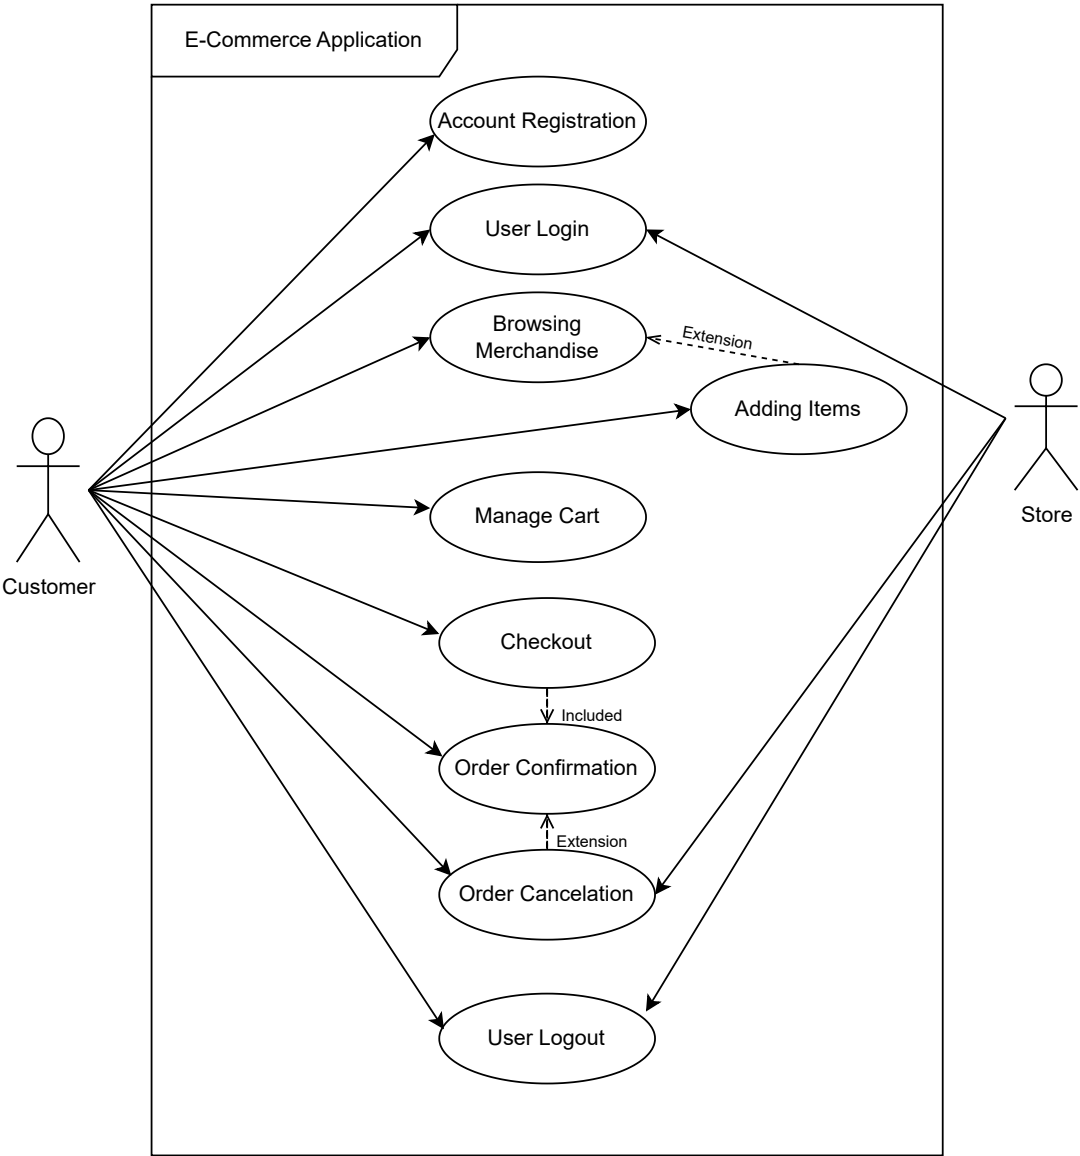 E-Commerce Application
Account Registration
User Login
Browsing
Merchandise
Extension
Adding Items
Customer
Store
Manage Cart
Checkout
Included
Order Confirmation
Extension
Order Cancelation
User Logout